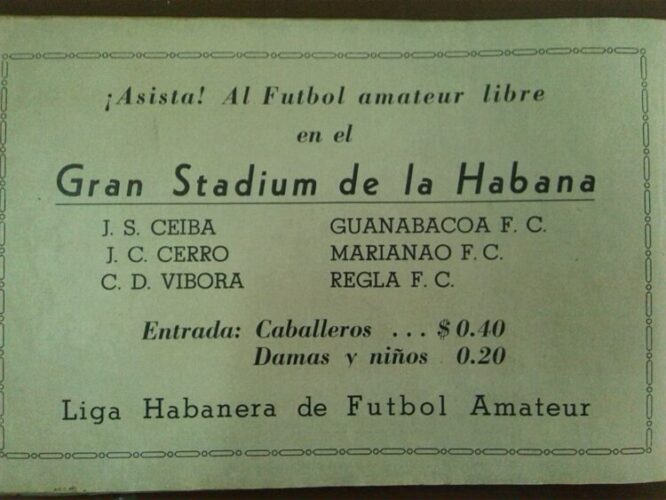 ¡Asista! Al Futbol amateur libre
en el
Gran Stadium de la Habana
J. S. CEIBA GUANABACOA F. C.
J. C. CERRO MARIANAO F. C.
C. D. VIBORA REGLA F. C.
Entrada: Caballeros ... $ 0.40
Damas y niños 0.20
Liga Habanera de Futbol Amateur